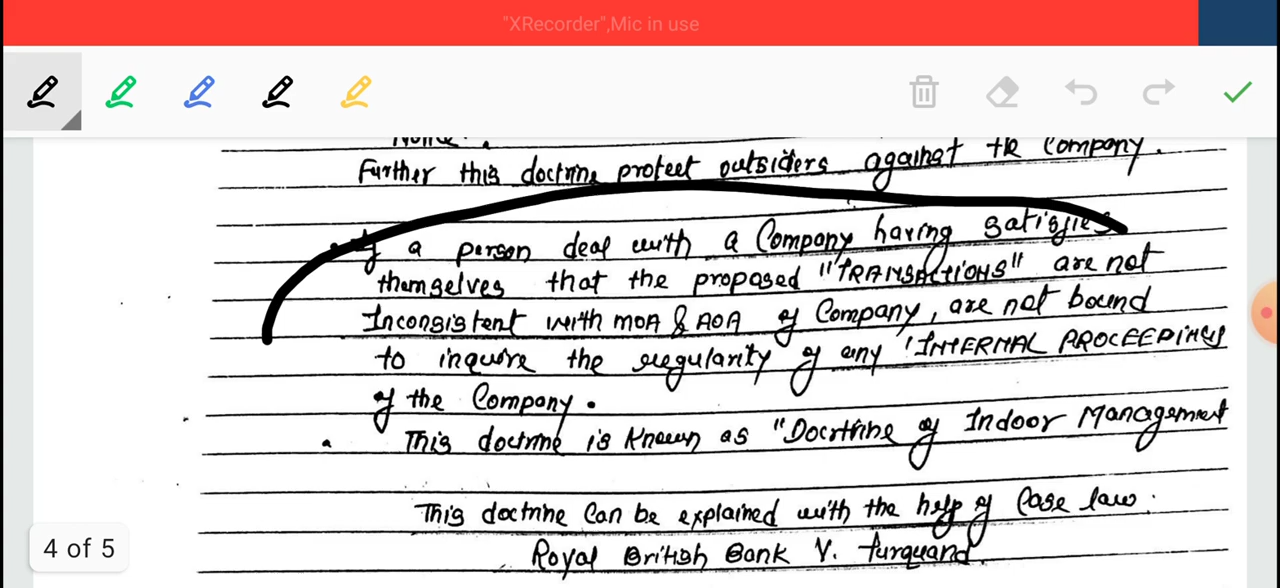 "XRecorder",Mic in use
Further this doctrine protect outsiders against the Company.
If a person deal with a Company having satisfies
themselves that the proposed "TRANSACTIONS" are not
Inconsistent with MOA & AOA of Company, are not bound
to inquire the regularity of any 'INTERNAL PROCEEDINGS
of the Company.
This doctrine is Known as "Docrtrine of Indoor Management
This doctrine Can be explained with the help of Case law.
Royal British Bank V. turquand.
4 of 5